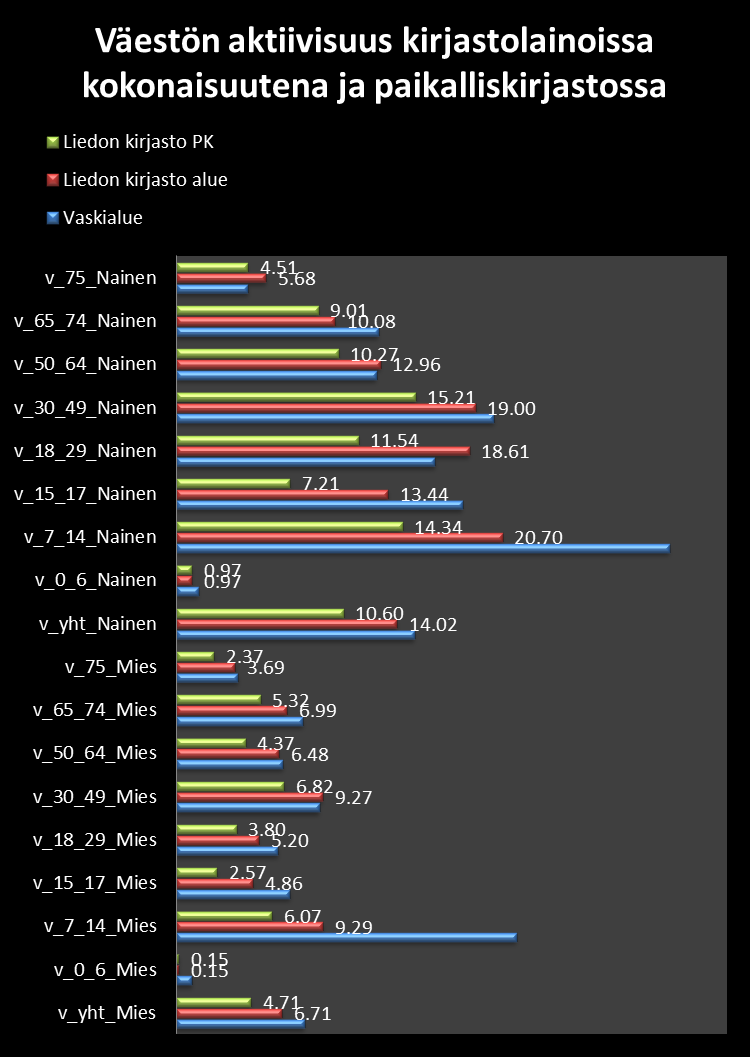 Väestön aktiivisuus kirjastolainoissa
kokonaisuutena ja paikalliskirjastossa
Liedon kirjasto PK
Liedon kirjasto alue
Vaskialue
v_75_Nainen
4.51
5.68
v_65_74_Nainen
9.01
10.08
v_50_64_Nainen
10.27
12.96
v_30_49_Nainen
15.21
19.00
v_18_29_Nainen
11.54
18.61
v_15_17_Nainen
7.21
13.44
v_7_14_Nainen
14.34
20.70
v_0_6_Nainen
0.97
0.97
v_yht_Nainen
10.60
14.02
v_75_Mies
2.37
3.69
v_65_74_Mies
5.32
6.99
v_50_64_Mies
4.37
6.48
v_30_49_Mies
6.82
9.27
v_18_29_Mies
3.80
5.20
v_15_17_Mies
2.57
4.86
v_7_14_Mies
6.07
9.29
v_0_6_Mies
0.15
0.15
v_yht_Mies
4.71
6.71